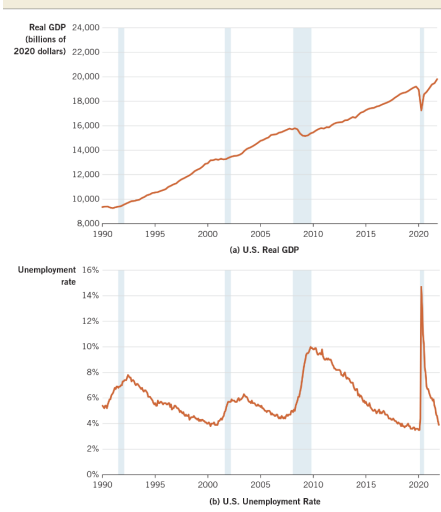 Real GDP
(billions of
2020 dollars)
24,000
22,000
20,000
18,000
16,000
14,000
12,000
10,000
8,000
1990 1995 2000 2005 2010 2015 2020
(a) U.S. Real GDP
Unemployment
rate
16%
14%
12%
10%
8%
6%
4%
2%
0%
1990 1995 2000 2005 2010 2015 2020
(b) U.S. Unemployment Rate